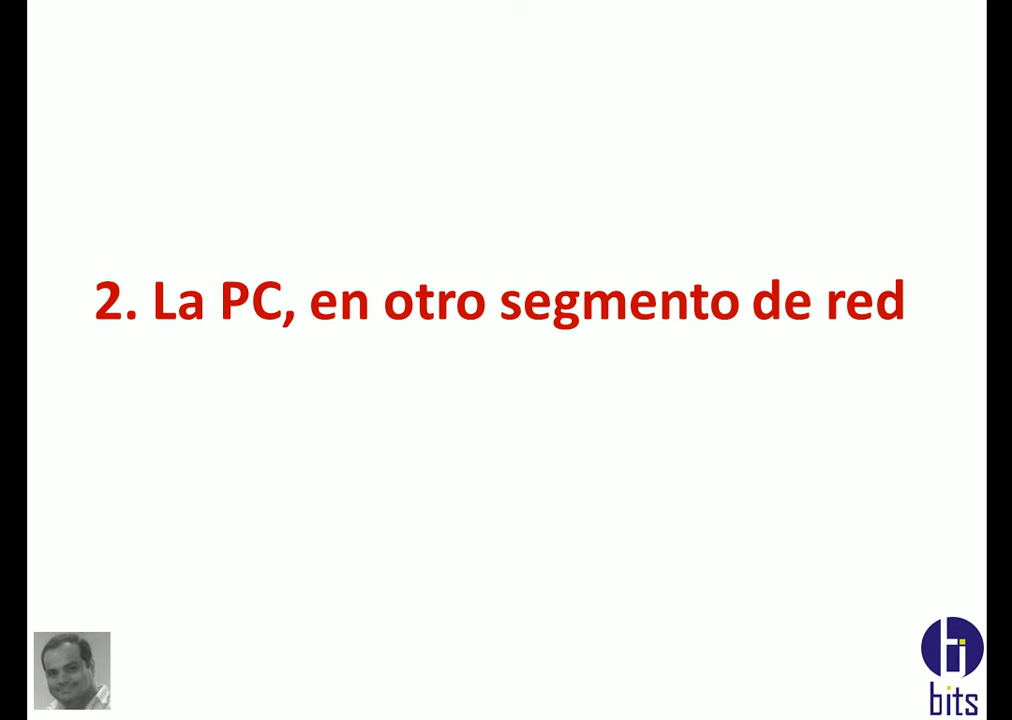 2. La PC, en otro segmento de red
bits